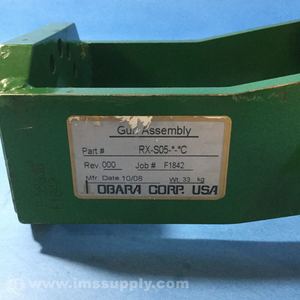 Gun Assembly
Part # RX-S05-*-*C
Rev. 000 Job # F1842
Mfr. Date 10/08 Wt. 33 kg
OBARA CORP. USA
© www.imssupply.com